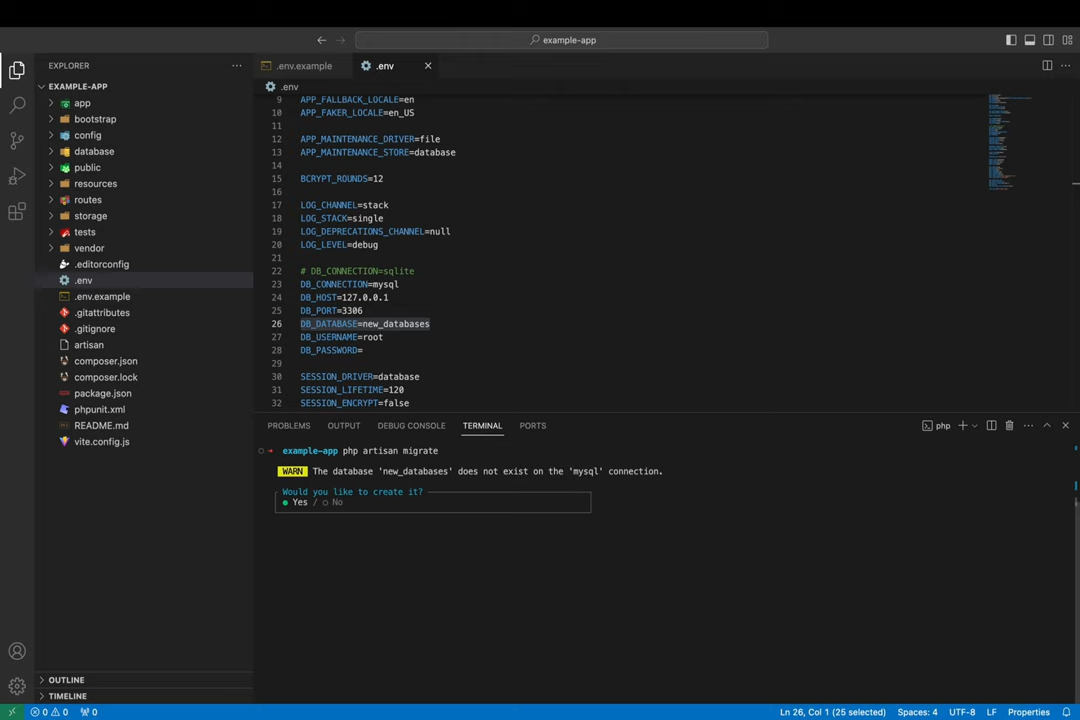 example-app
EXPLORER
EXAMPLE-APP
app
bootstrap
config
database
public
resources
routes
storage
tests
vendor
.editorconfig
.env
.env.example
.gitattributes
.gitignore
artisan
composer.json
composer.lock
package.json
phpunit.xml
README.md
vite.config.js
OUTLINE
TIMELINE
.env.example
.env
.env
9 APP_FALLBACK_LOCALE=en
10 APP_FAKER_LOCALE=en_US
11
12 APP_MAINTENANCE_DRIVER=file
13 APP_MAINTENANCE_STORE=database
14
15 BCRYPT_ROUNDS=12
16
17 LOG_CHANNEL=stack
18 LOG_STACK=single
19 LOG_DEPRECATIONS_CHANNEL=null
20 LOG_LEVEL=debug
21
22 # DB_CONNECTION=sqlite
23 DB_CONNECTION=mysql
24 DB_HOST=127.0.0.1
25 DB_PORT=3306
26 DB_DATABASE=new_databases
27 DB_USERNAME=root
28 DB_PASSWORD=
29
30 SESSION_DRIVER=database
31 SESSION_LIFETIME=120
32 SESSION_ENCRYPT=false
PROBLEMS OUTPUT DEBUG CONSOLE TERMINAL PORTS php
example-app php artisan migrate
WARN The database 'new_databases' does not exist on the 'mysql' connection.
Would you like to create it?
Yes / No
0 0 0 Ln 26, Col 1 (25 selected) Spaces: 4 UTF-8 LF Properties